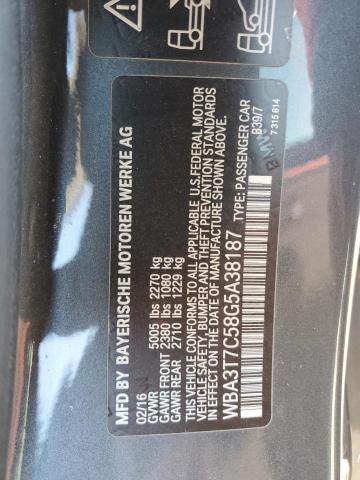 MFD BY BAYERISCHE MOTOREN WERKE AG
02/16
GVWR 5005 lbs 2270 kg
GAWR FRONT 2380 lbs 1080 kg
GAWR REAR 2710 lbs 1229 kg
THIS VEHICLE CONFORMS TO ALL APPLICABLE U.S. FEDERAL MOTOR
VEHICLE SAFETY, BUMPER, AND THEFT PREVENTION STANDARDS
IN EFFECT ON THE DATE OF MANUFACTURE SHOWN ABOVE.
WBA3T7C58G5A38187 TYPE: PASSENGER CAR
B39/7
7 315 814
BMW